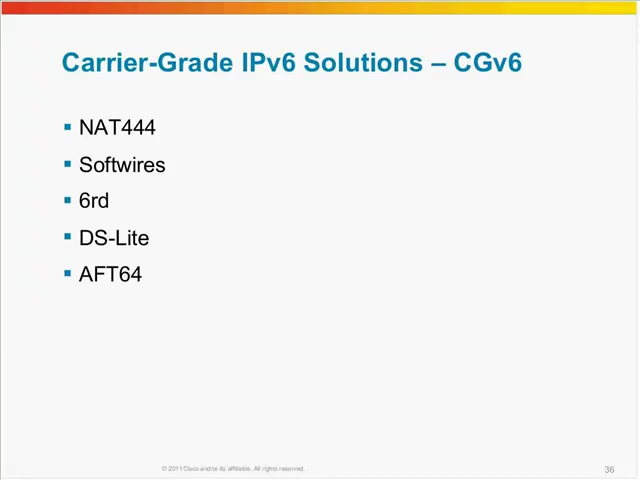 Carrier-Grade IPv6 Solutions – CGv6
▪ NAT444
▪ Softwires
▪ 6rd
▪ DS-Lite
▪ AFT64
© 2011 Cisco and/or its affiliates. All rights reserved.
36